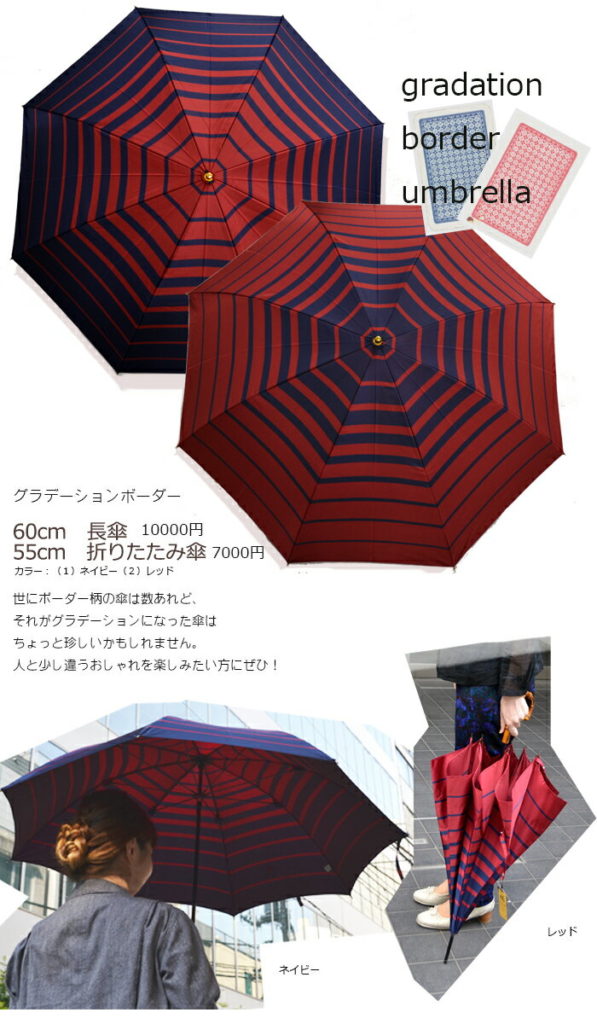 gradation
border
umbrella
グラデーションボーダー
60cm 長傘 10000円
55cm 折りたたみ傘 7000円
カラー：（1）ネイビー（2）レッド
世にボーダー柄の傘は数あれど、
それがグラデーションになった傘は
ちょっと珍しいかもしれません。
人と少し違うおしゃれを楽しみたい方にぜひ！
レッド
ネイビー